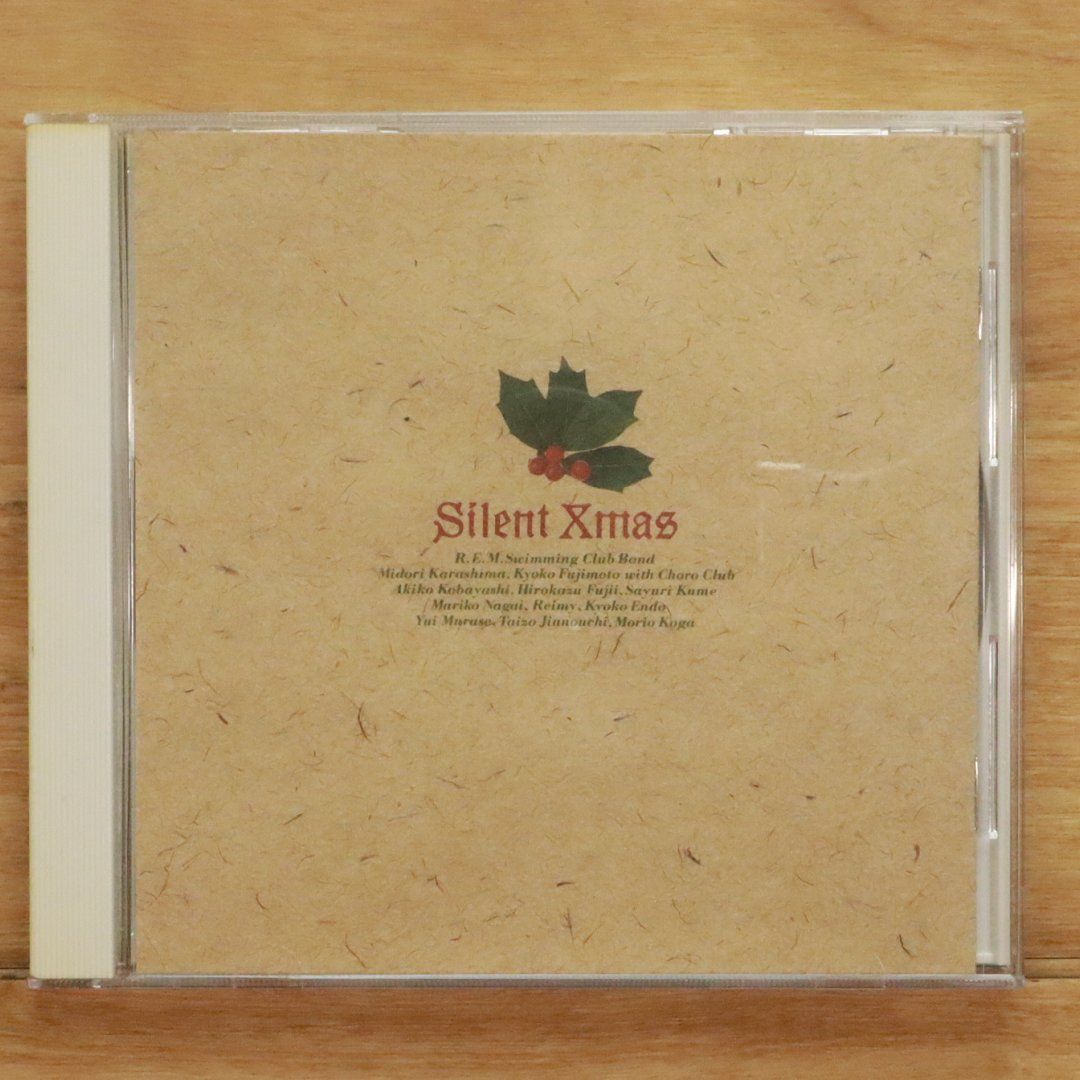 Silent Xmas
R.E.M. Swimming Club Band
Midori Karashima, Kyoko Fujimoto with Choro Club
Akiko Kobayashi, Hirokazu Fujii, Sayuri Kume
Mariko Nagai, Reimy, Kyoko Endo
Yui Murase, Taizo Jinnouchi, Morio Koga